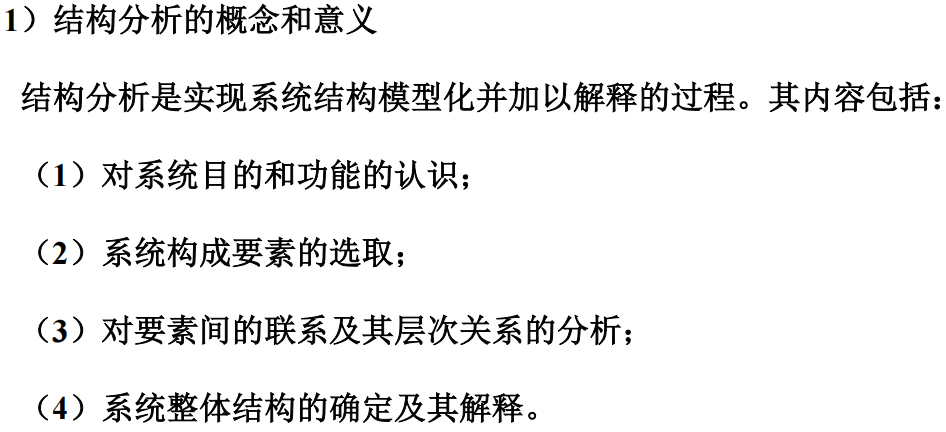 1）结构分析的概念和意义
结构分析是实现系统结构模型化并加以解释的过程。其内容包括：
（1）对系统目的和功能的认识；
（2）系统构成要素的选取；
（3）对要素间的联系及其层次关系的分析；
（4）系统整体结构的确定及其解释。